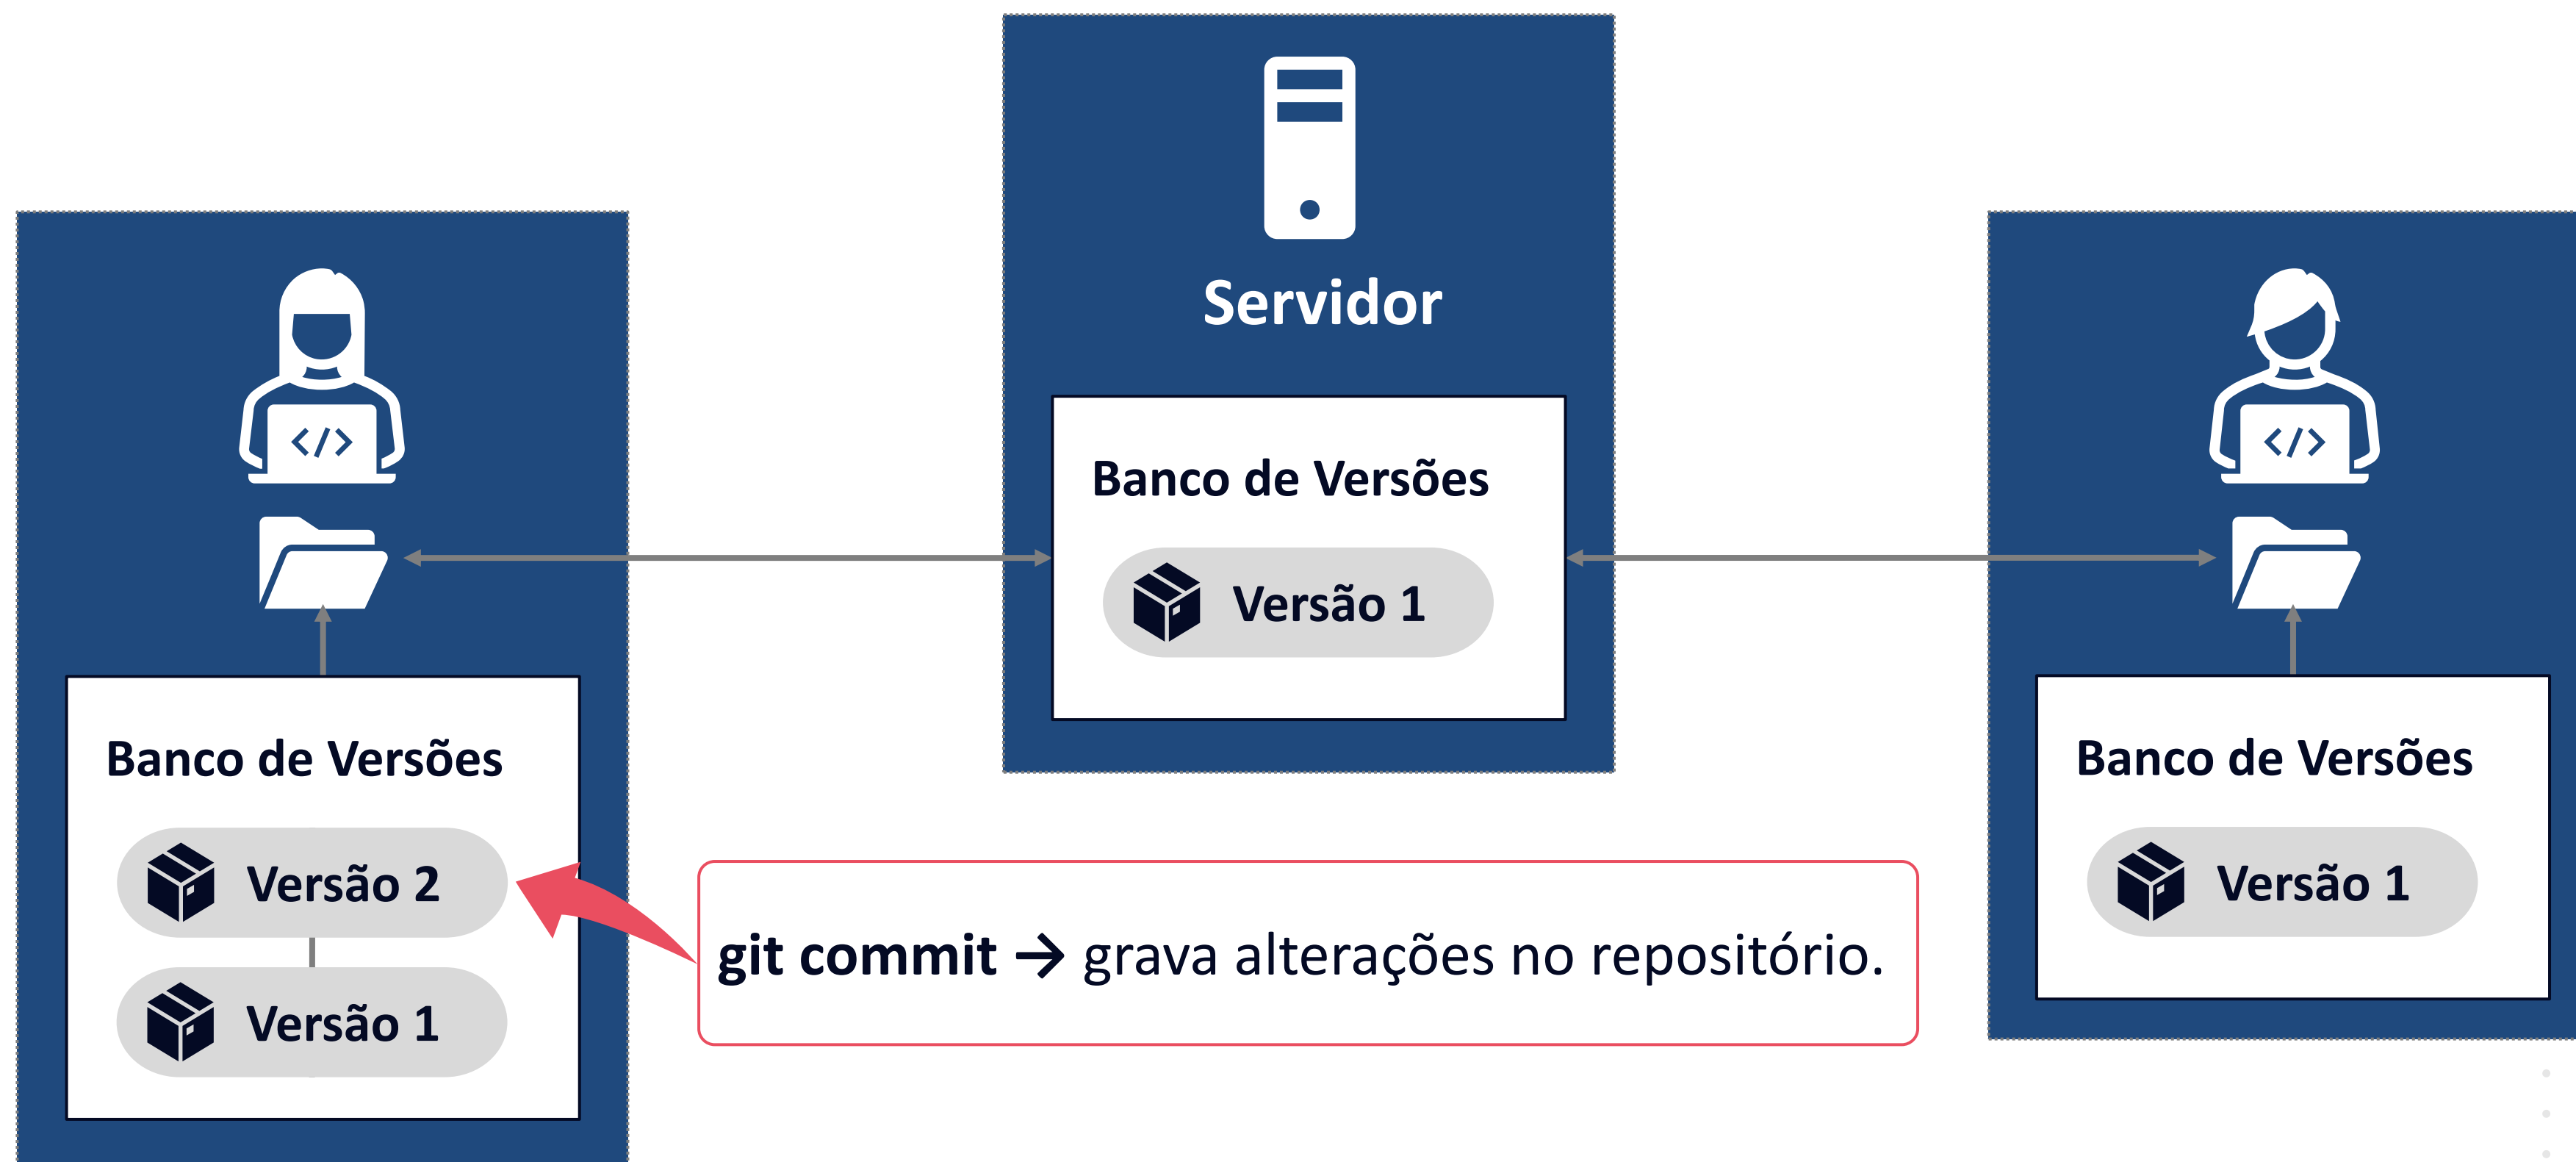 Servidor
Banco de Versões
Versão 1
Banco de Versões
Versão 2
Versão 1
git commit → grava alterações no repositório.
Banco de Versões
Versão 1